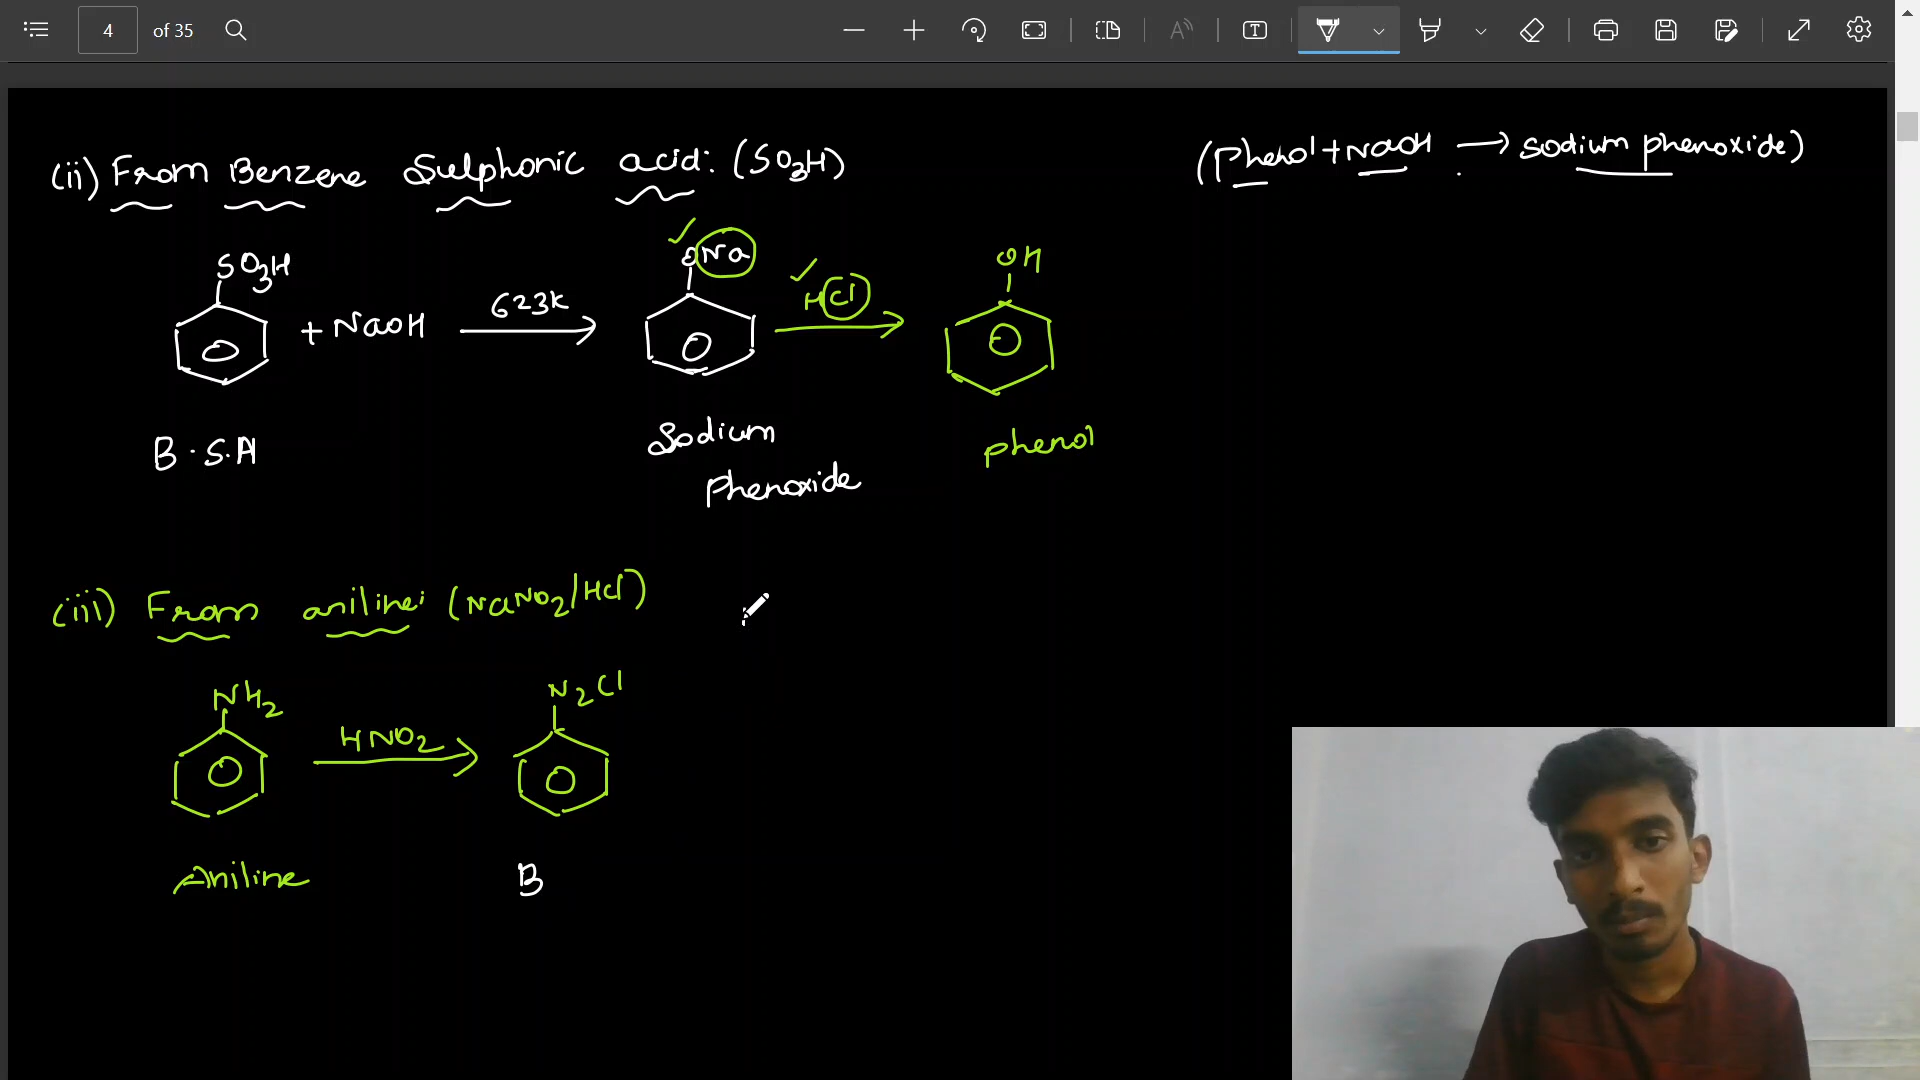 4 of 35
(ii) From Benzene Sulphonic acid: (SO3H)
(Phenol + NaOH → Sodium phenoxide)
SO3H
+ NaOH
623K
ONa
HCl
OH
B.S.A
Sodium
Phenoxide
phenol
(iii) From aniline: (NaNO2/HCl)
NH2
HNO2
N2Cl
Aniline
B